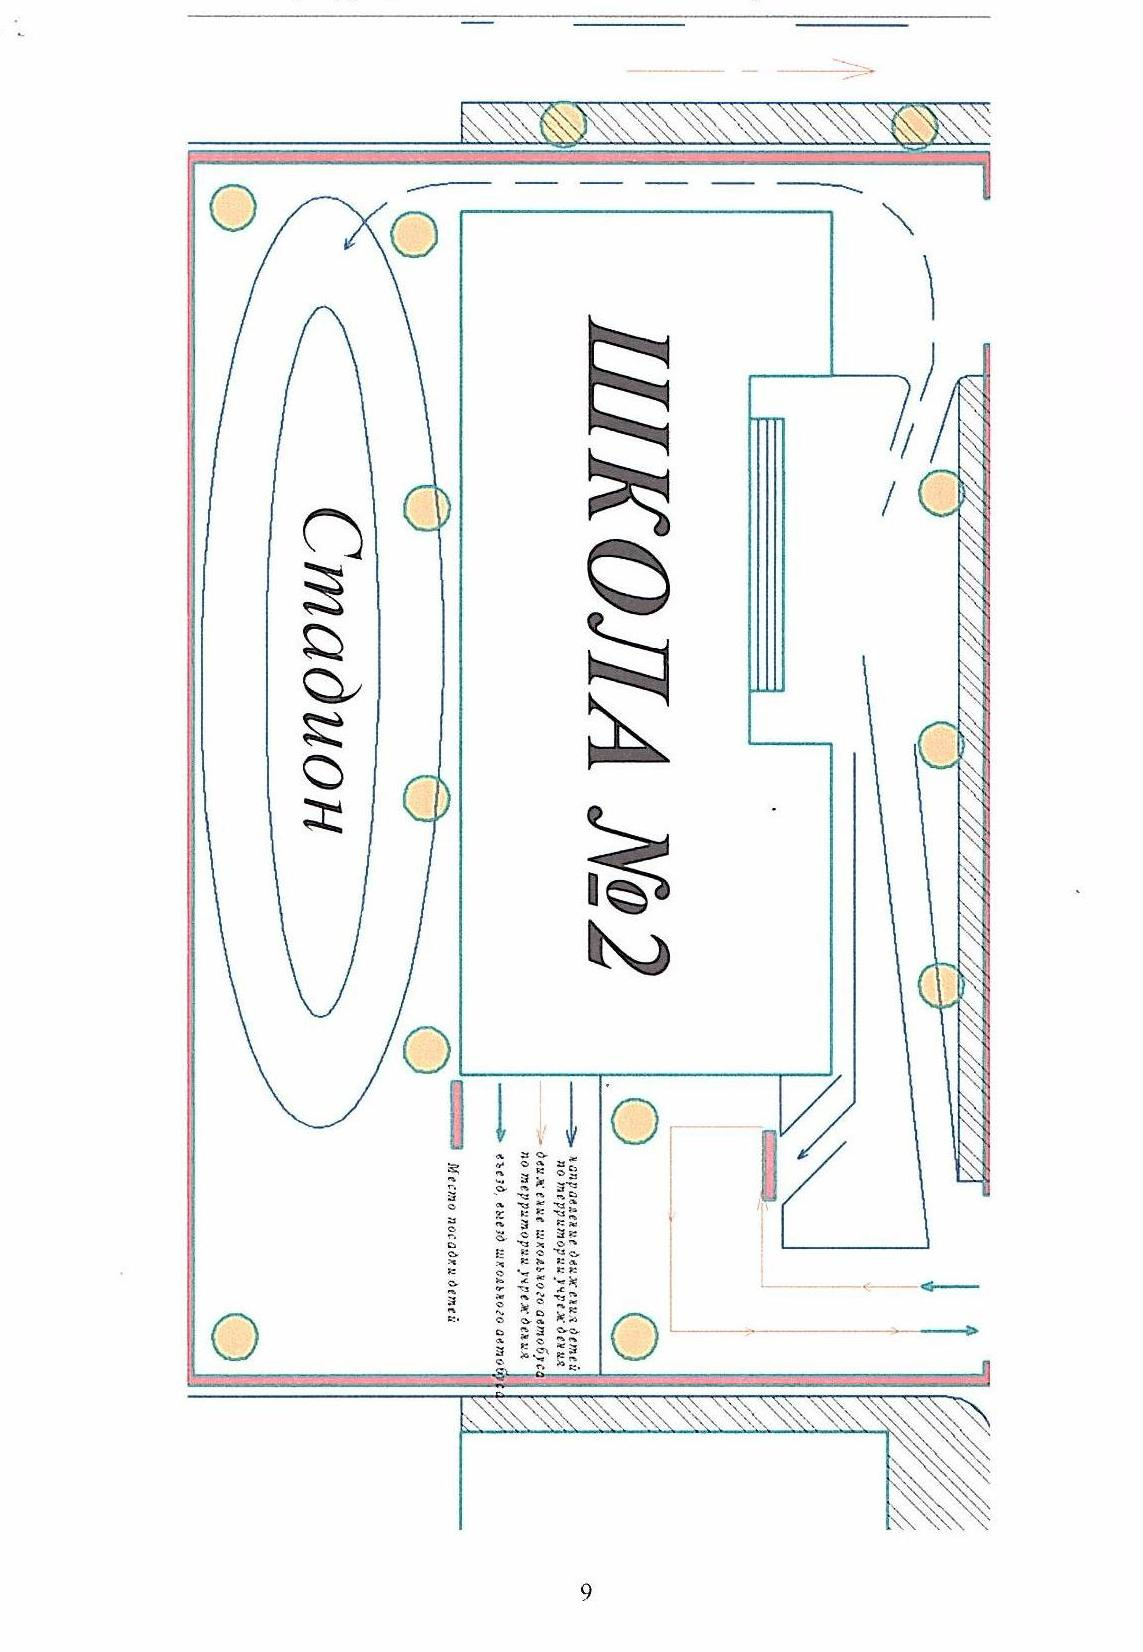 ШКОЛА №2
Стадион
направление движения детей
по территории учреждения
движение школьного автобуса
по территории учреждения
въезд, выезд школьного автобуса
Место посадки детей
9